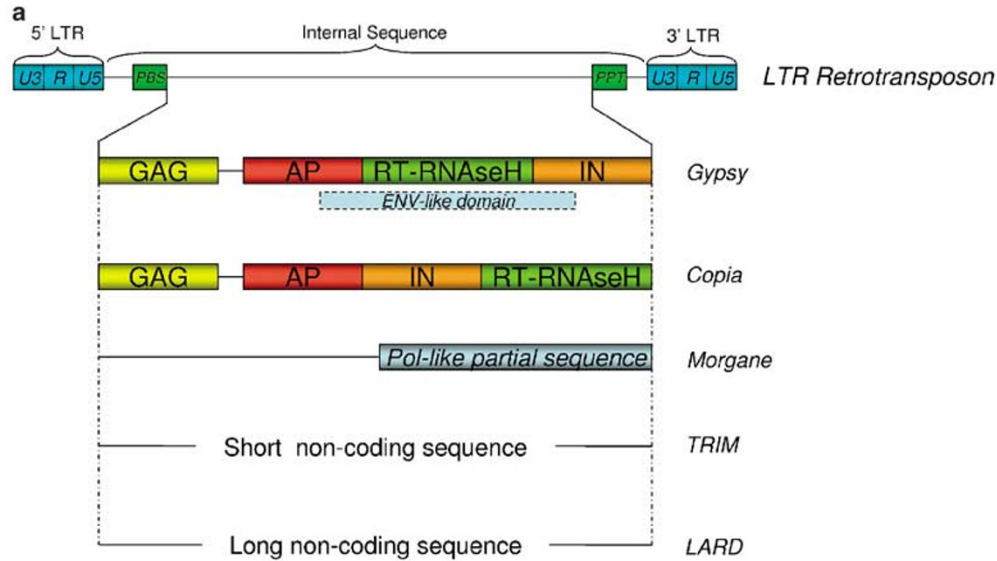 a
5' LTR Internal Sequence 3' LTR
U3 R U5 PBS PPT U3 R U5 LTR Retrotransposon
GAG AP RT-RNAseH IN Gypsy
ENV-like domain
GAG AP IN RT-RNAseH Copia
Pol-like partial sequence Morgane
Short non-coding sequence TRIM
Long non-coding sequence LARD